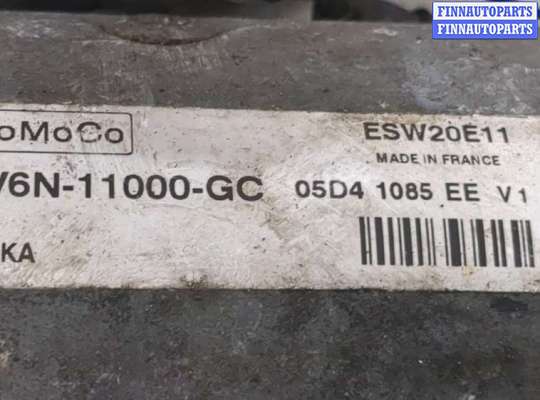 FINNAUTOPARTS
FINNAUTOPARTS
oMoCo
ESW20E11
MADE IN FRANCE
V6N-11000-GC
05D4 1085 EE V1
KA